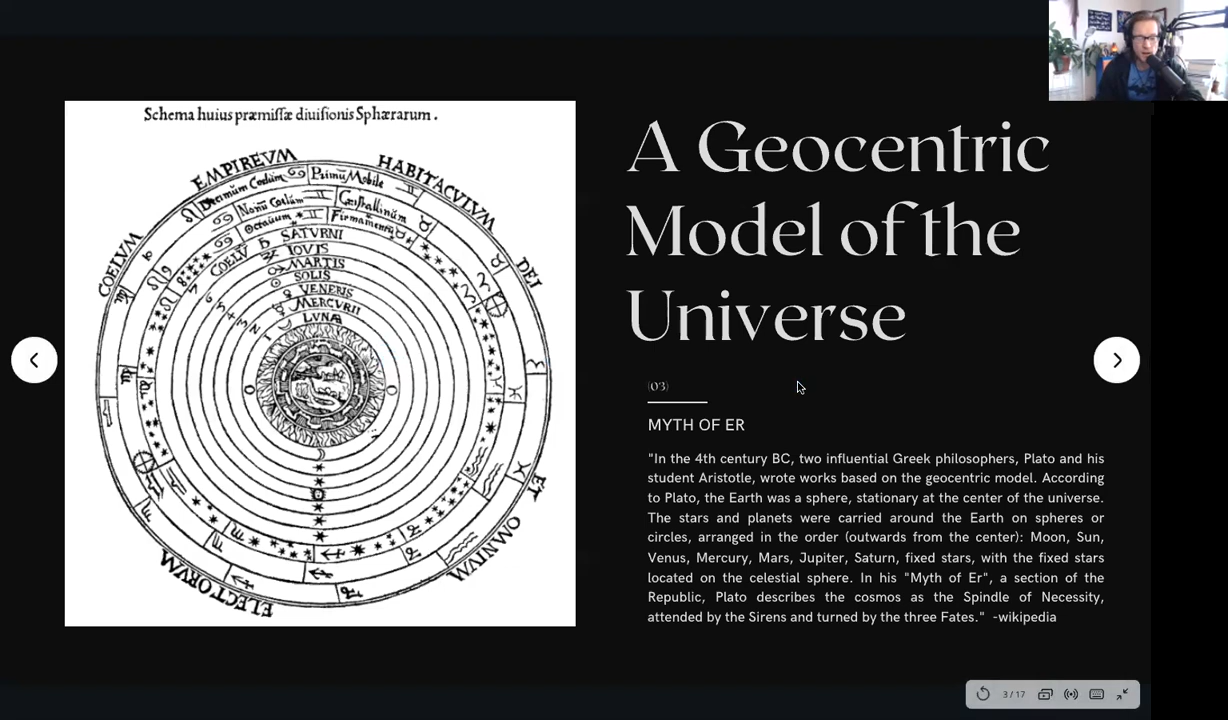 Schema huius præmissæ diuisionis Sphærarum.
COELVM EMPIREVM HABITACVLVM DEI ET OMNIVM ELECTORVM
Decimũm Cœlũm Primũ Mobile
Nonũ Cœlũm Cristallinũm
Octauũm Firmamentũ
COELV SATVRNI
IOVIS
MARTIS
SOLIS
VENERIS
MERCVRII
LVNÆ
A Geocentric
Model of the
Universe
(03)
MYTH OF ER
"In the 4th century BC, two influential Greek philosophers, Plato and his
student Aristotle, wrote works based on the geocentric model. According
to Plato, the Earth was a sphere, stationary at the center of the universe.
The stars and planets were carried around the Earth on spheres or
circles, arranged in the order (outwards from the center): Moon, Sun,
Venus, Mercury, Mars, Jupiter, Saturn, fixed stars, with the fixed stars
located on the celestial sphere. In his "Myth of Er", a section of the
Republic, Plato describes the cosmos as the Spindle of Necessity,
attended by the Sirens and turned by the three Fates." -wikipedia
3 / 17